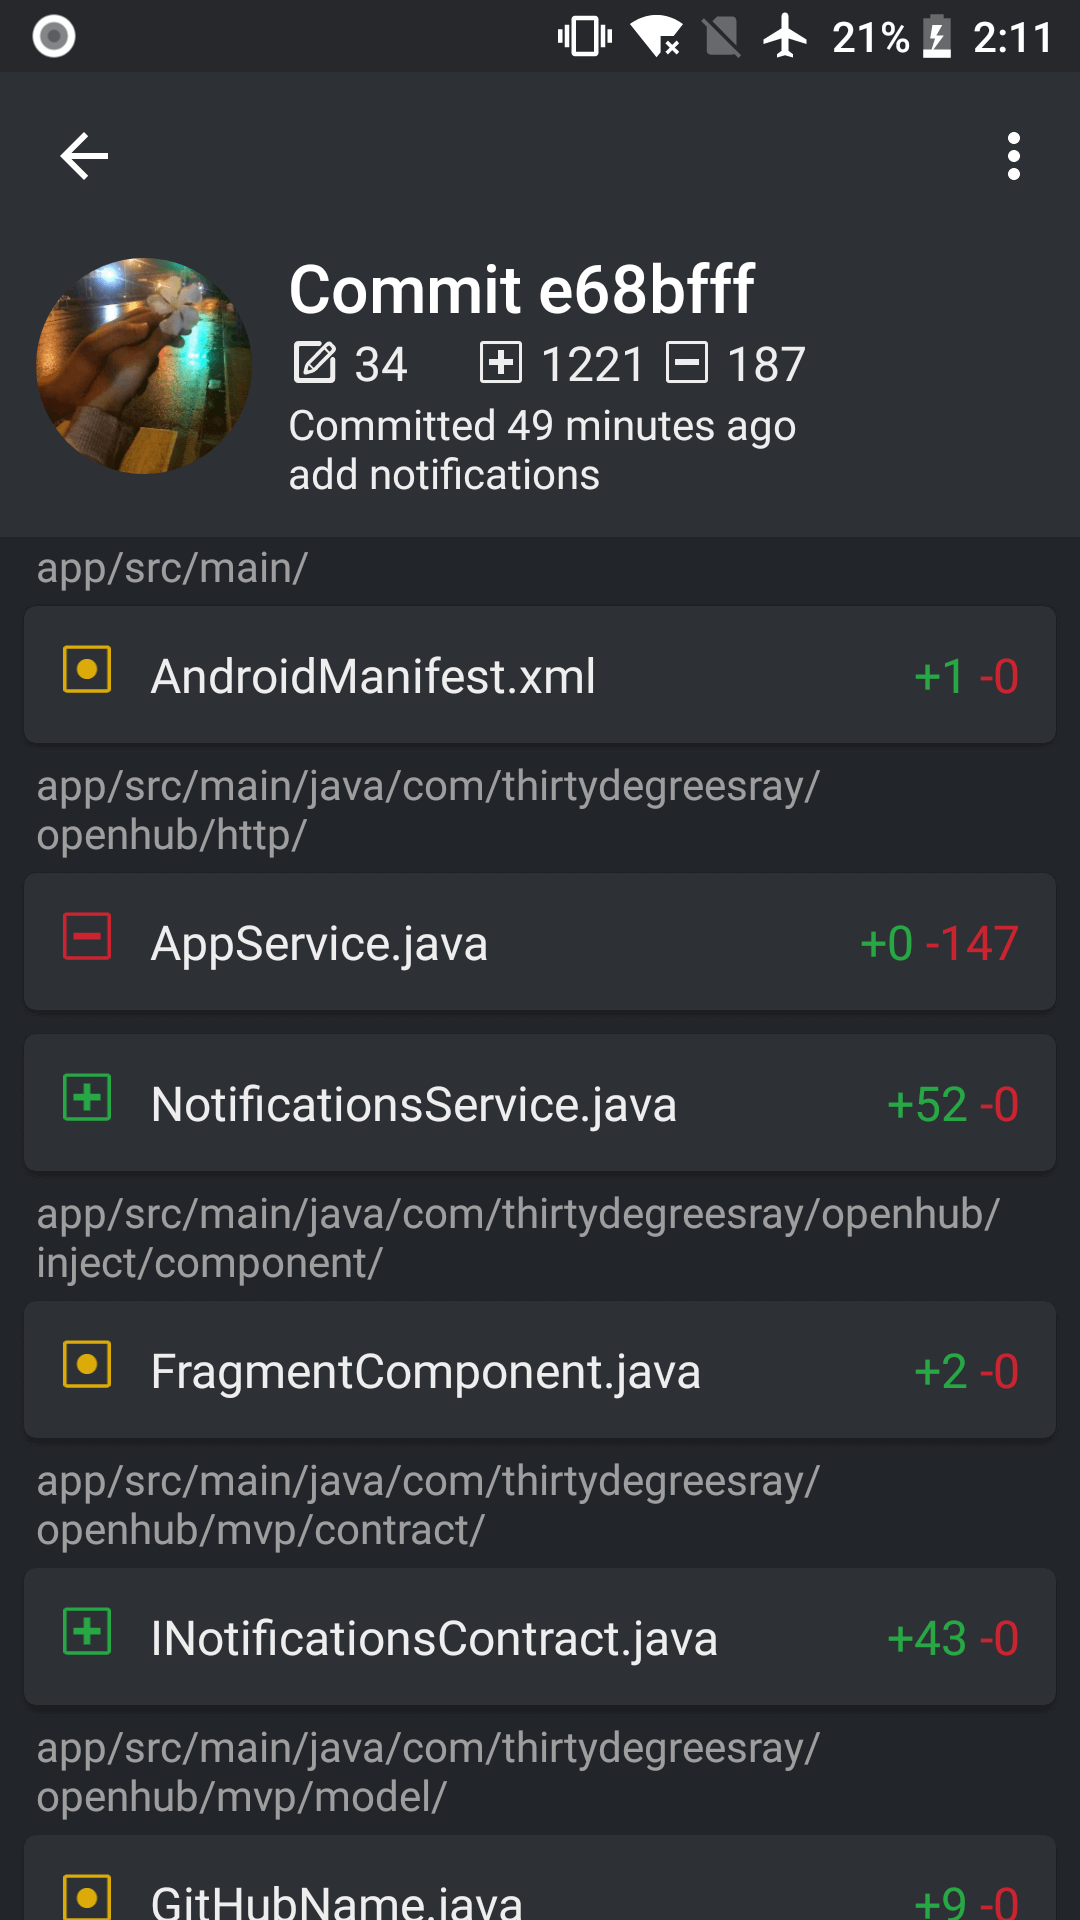 21% 2:11
Commit e68bfff
34 1221 187
Committed 49 minutes ago
add notifications
app/src/main/
AndroidManifest.xml +1 -0
app/src/main/java/com/thirtydegreesray/
openhub/http/
AppService.java +0 -147
NotificationsService.java +52 -0
app/src/main/java/com/thirtydegreesray/openhub/
inject/component/
FragmentComponent.java +2 -0
app/src/main/java/com/thirtydegreesray/
openhub/mvp/contract/
INotificationsContract.java +43 -0
app/src/main/java/com/thirtydegreesray/
openhub/mvp/model/
GitHubName.java +9 -0